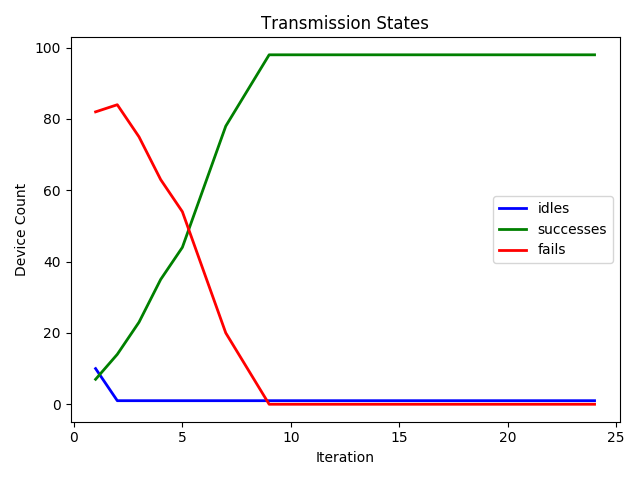 Transmission States
100
80
60
40
20
0
Device Count
idles
successes
fails
0 5 10 15 20 25
Iteration